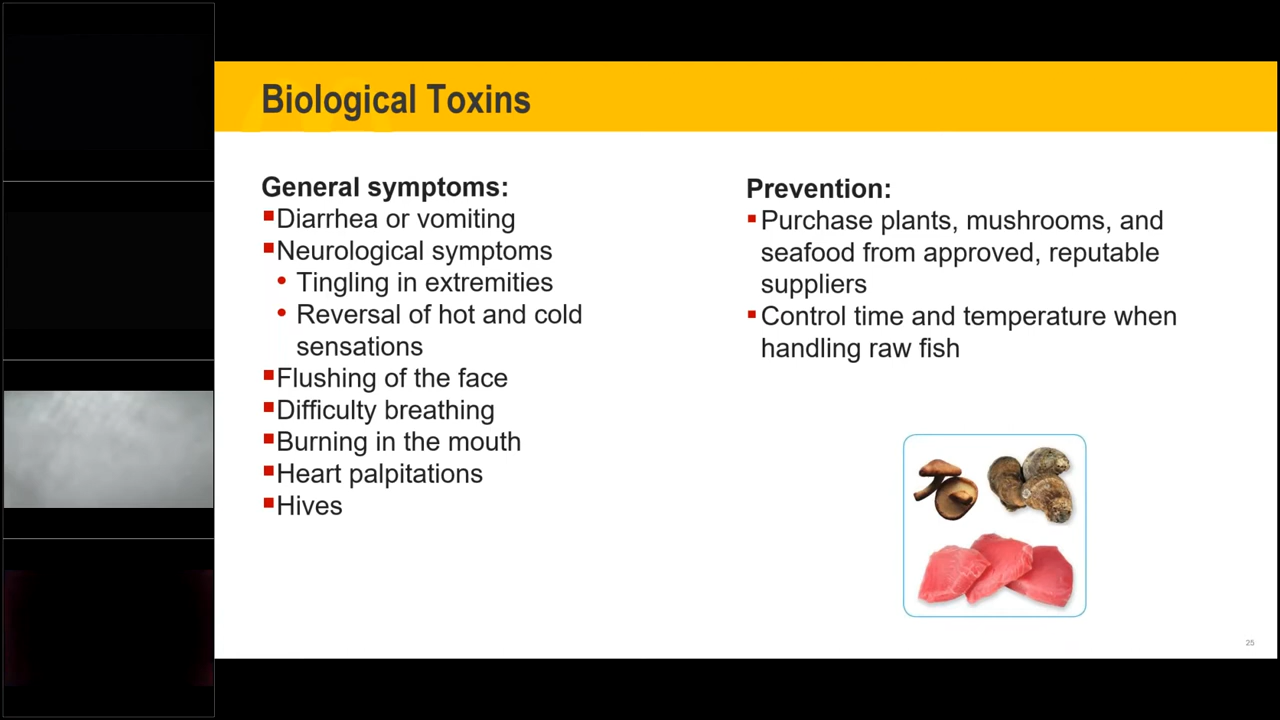 Biological Toxins
General symptoms:
▪Diarrhea or vomiting
▪Neurological symptoms
• Tingling in extremities
• Reversal of hot and cold
sensations
▪Flushing of the face
▪Difficulty breathing
▪Burning in the mouth
▪Heart palpitations
▪Hives
Prevention:
▪Purchase plants, mushrooms, and
seafood from approved, reputable
suppliers
▪Control time and temperature when
handling raw fish
25